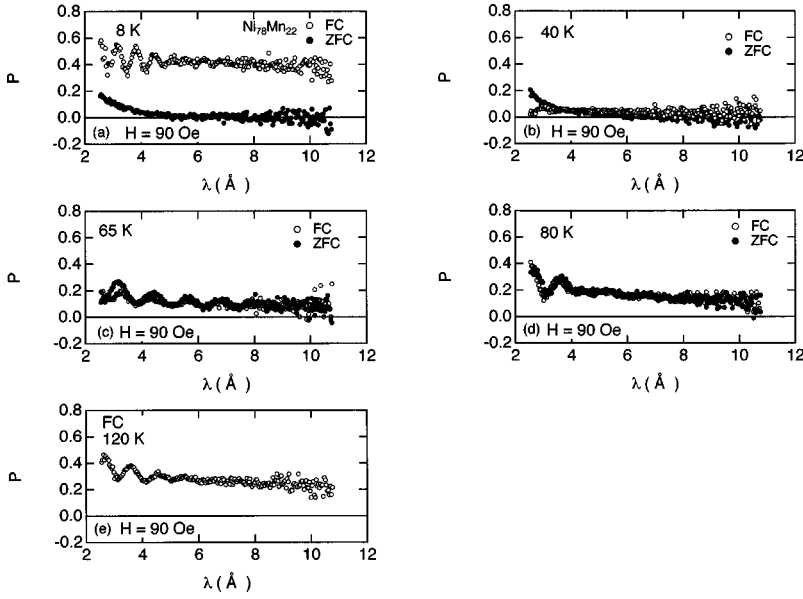 0.8
0.6
0.4
0.2
0.0
-0.2
P
8 K
Ni78Mn22
FC
ZFC
(a) H = 90 Oe
2 4 6 8 10 12
λ (Å)
0.8
0.6
0.4
0.2
0.0
-0.2
P
40 K
FC
ZFC
(b) H = 90 Oe
2 4 6 8 10 12
λ (Å)
0.8
0.6
0.4
0.2
0.0
-0.2
P
65 K
FC
ZFC
(c) H = 90 Oe
2 4 6 8 10 12
λ (Å)
0.8
0.6
0.4
0.2
0.0
-0.2
P
80 K
FC
ZFC
(d) H = 90 Oe
2 4 6 8 10 12
λ (Å)
0.8
0.6
0.4
0.2
0.0
-0.2
P
FC
120 K
(e) H = 90 Oe
2 4 6 8 10 12
λ (Å)